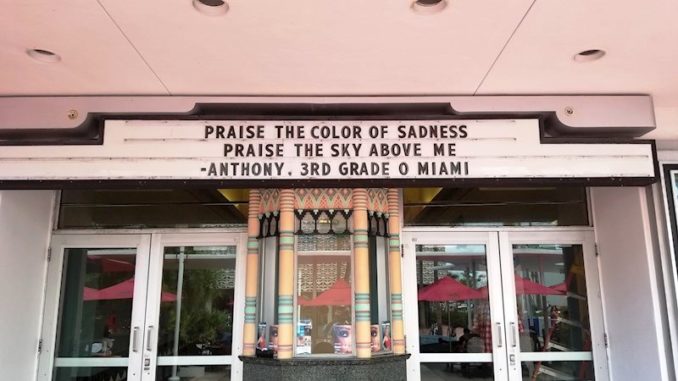 PRAISE THE COLOR OF SADNESS
PRAISE THE SKY ABOVE ME
-ANTHONY. 3RD GRADE O MIAMI